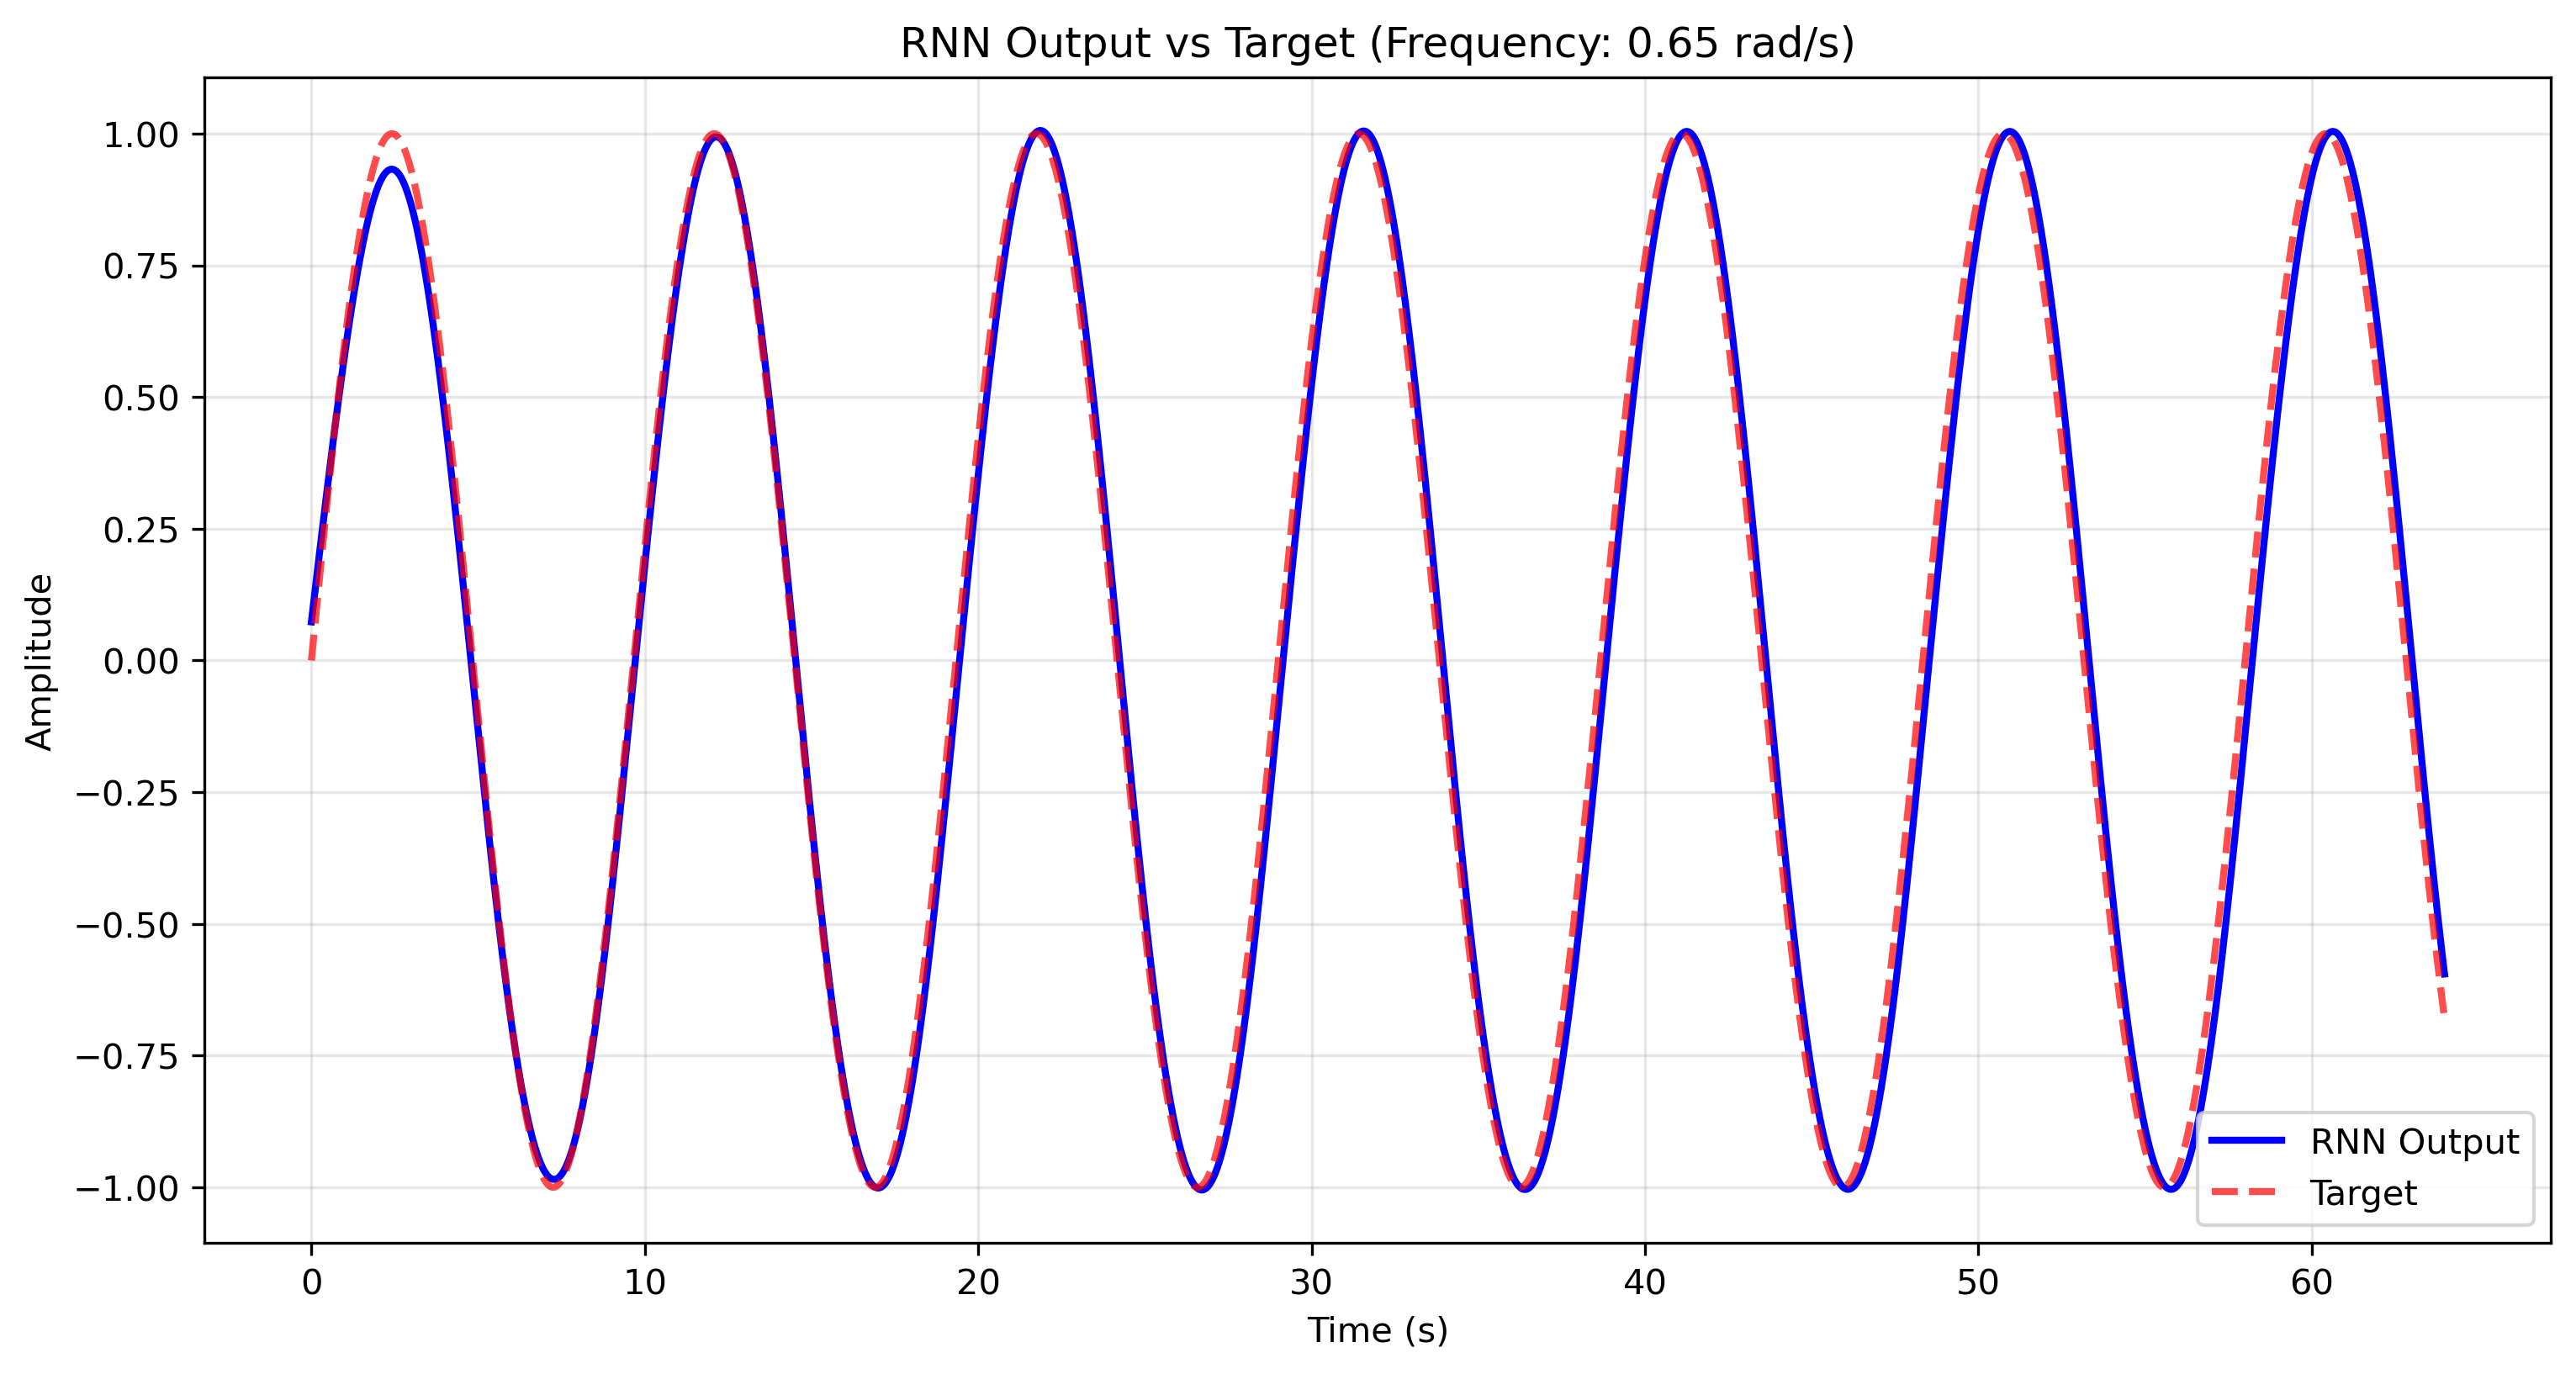 RNN Output vs Target (Frequency: 0.65 rad/s)
Amplitude
1.00
0.75
0.50
0.25
0.00
−0.25
−0.50
−0.75
−1.00
0 10 20 30 40 50 60
Time (s)
RNN Output
Target